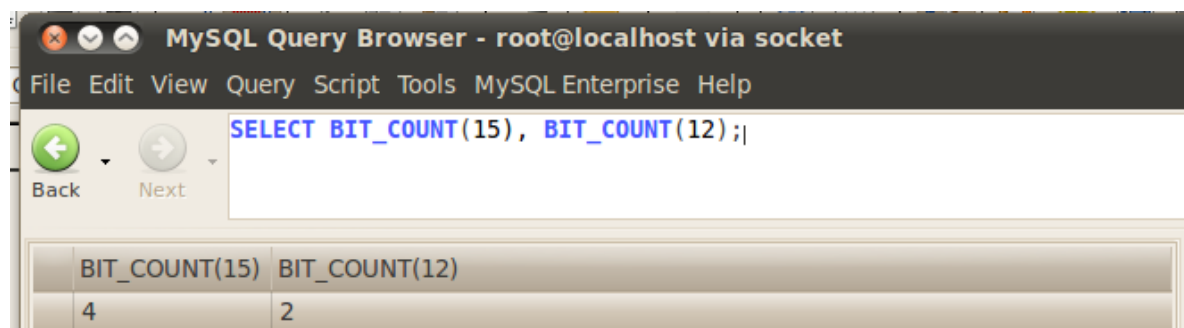 MySQL Query Browser - root@localhost via socket
File Edit View Query Script Tools MySQL Enterprise Help
SELECT BIT_COUNT(15), BIT_COUNT(12);
Back Next
BIT_COUNT(15) BIT_COUNT(12)
4 2